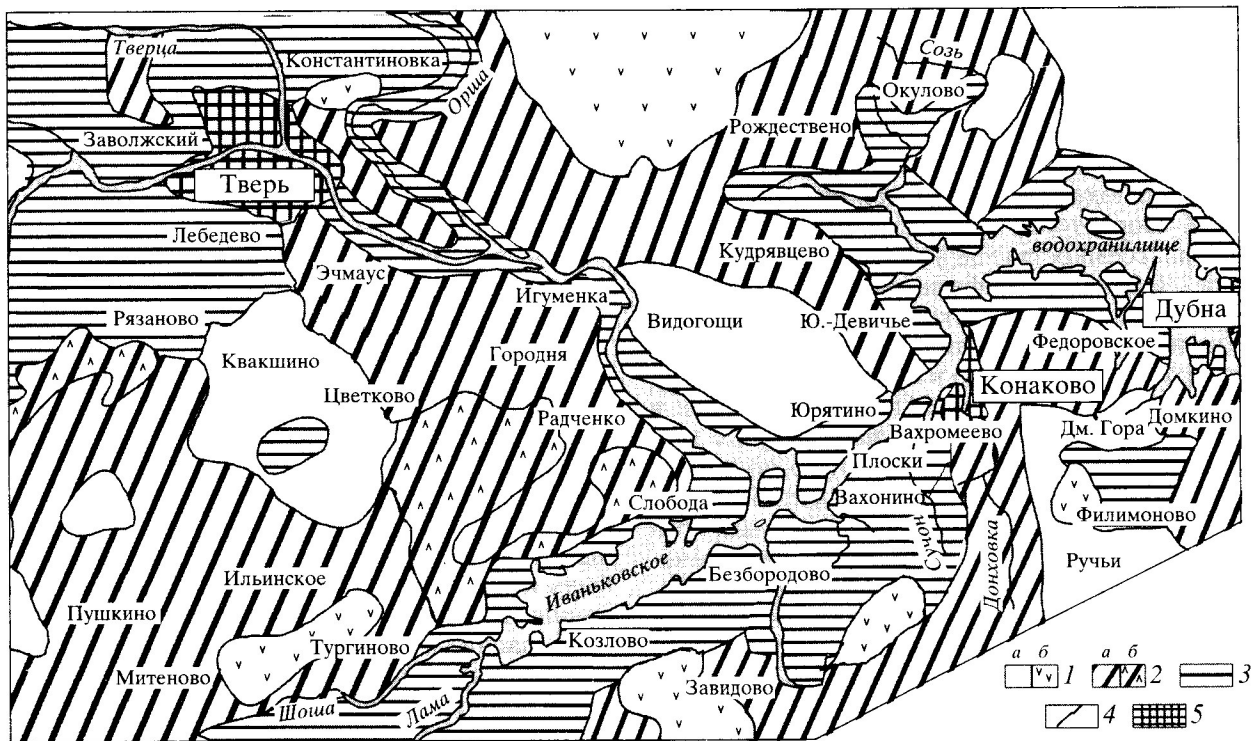 Тверца
Константиновка
Орша
Созь
Окулово
Рождествено
Заволжский
Тверь
Лебедево
Эчмаус
Кудрявцево
водохранилище
Игуменка
Видогощи
Ю.-Девичье
Дубна
Федоровское
Рязаново
Квакшино
Городня
Цветково
Конаково
Радченко
Юрятино
Вахромеево
Дм. Гора
Домкино
Плоски
Слобода
Вахонино
Филимоново
Сучок
Донховка
Ручьи
Безбородово
Иваньковское
Ильинское
Пушкино
Козлово
Тургиново
Митеново
Завидово
Шоша
Лама
а б 1 а б 2 3
4 5